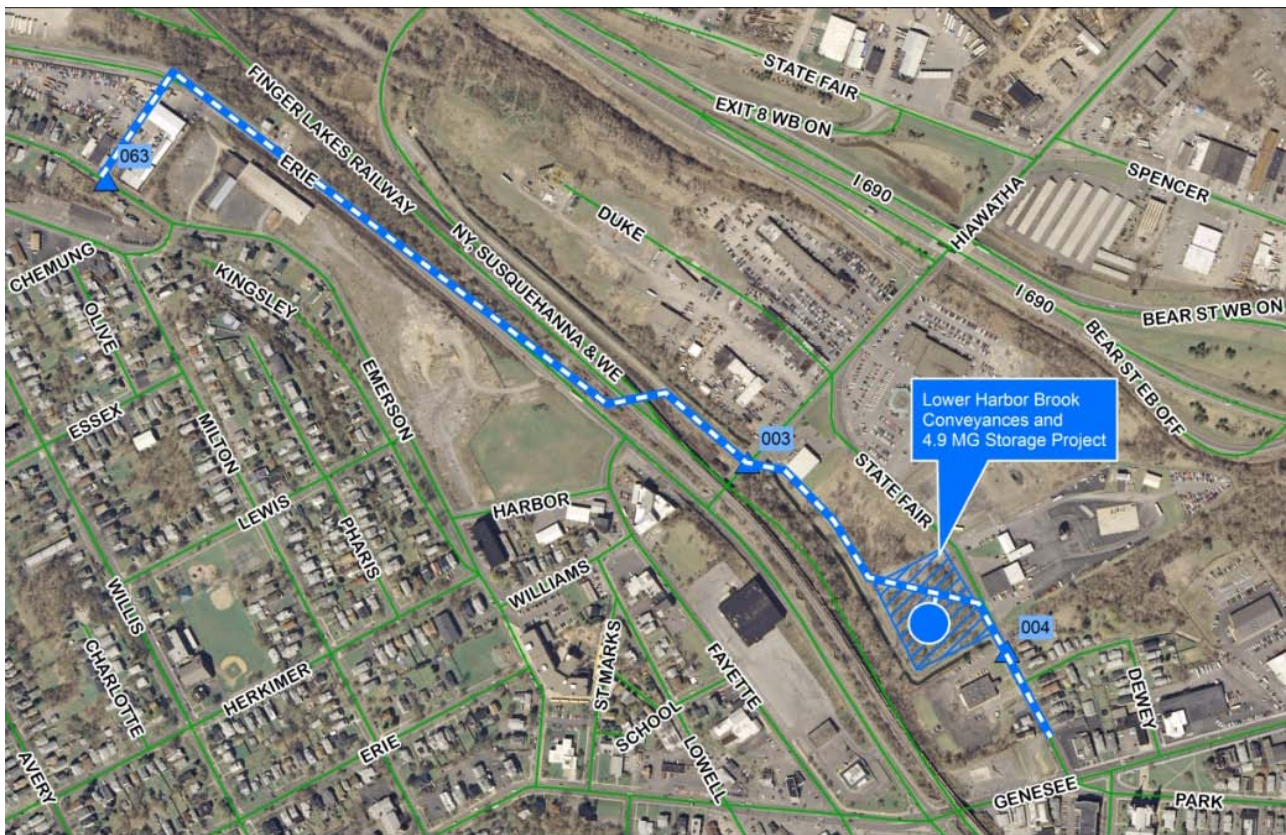 STATE FAIR
EXIT 8 WB ON
FINGER LAKES RAILWAY
063
ERIE
I 690
SPENCER
HIAWATHA
DUKE
CHEMUNG
KINGSLEY
NY, SUSQUEHANNA & WE
I 690
BEAR ST WB ON
OLIVE
BEAR ST EB OFF
EMERSON
ESSEX
MILTON
Lower Harbor Brook
Conveyances and
4.9 MG Storage Project
003
STATE FAIR
LEWIS
HARBOR
PHARIS
WILLIAMS
WILLIS
004
CHARLOTTE
ST MARKS
FAYETTE
DEWEY
HERKIMER
SCHOOL
LOWELL
ERIE
AVERY
GENESEE
PARK